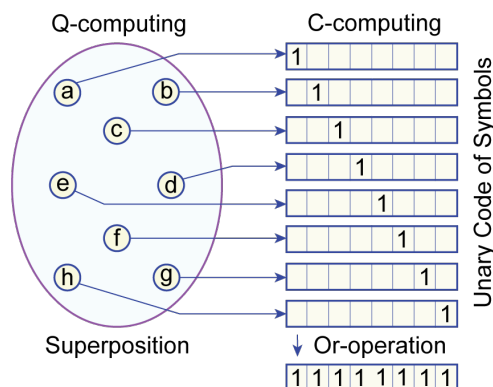 Q-computing
C-computing
a
b
c
e
d
f
h
g
1
1
1
1
1
1
1
1
Unary Code of Symbols
Superposition
Or-operation
1 1 1 1 1 1 1 1